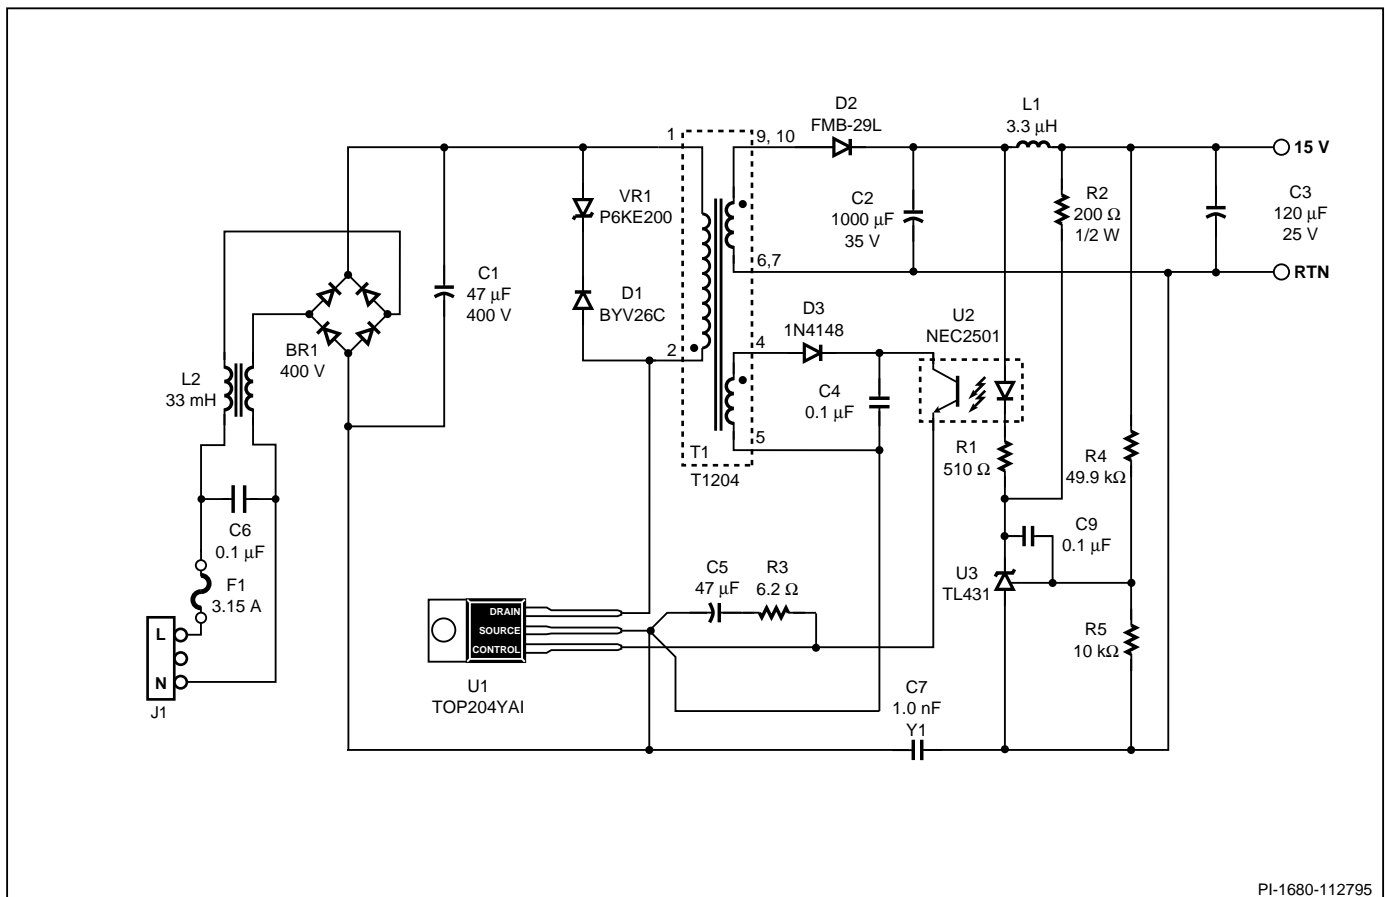 D2
FMB-29L
L1
3.3 µH
1
9, 10
15 V
VR1
P6KE200
C2
1000 µF
35 V
R2
200 Ω
1/2 W
C3
120 µF
25 V
6,7
RTN
C1
47 µF
400 V
D1
BYV26C
D3
1N4148
U2
NEC2501
BR1
400 V
2
4
L2
33 mH
C4
0.1 µF
5
T1
T1204
R1
510 Ω
R4
49.9 kΩ
C6
0.1 µF
C9
0.1 µF
F1
3.15 A
C5
47 µF
R3
6.2 Ω
U3
TL431
DRAIN
SOURCE
CONTROL
L
N
J1
R5
10 kΩ
U1
TOP204YAI
C7
1.0 nF
Y1
PI-1680-112795